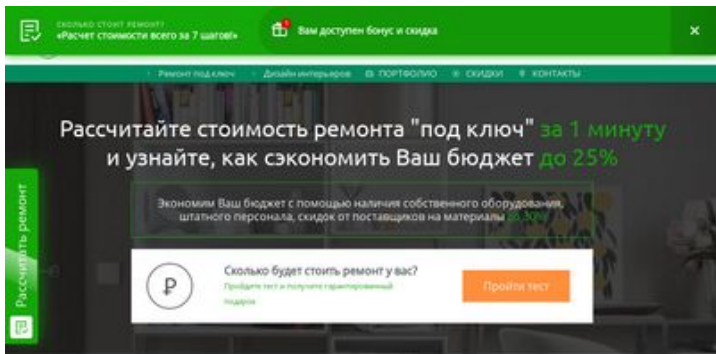 СКОЛЬКО СТОИТ РЕМОНТ?
«Расчет стоимости всего за 7 шагов!»
Вам доступен бонус и скидка
Ремонт под ключ Дизайн интерьеров ПОРТФОЛИО СКИДКИ КОНТАКТЫ
Рассчитайте стоимость ремонта "под ключ" за 1 минуту
и узнайте, как сэкономить Ваш бюджет до 25%
Экономим Ваш бюджет с помощью наличия собственного оборудования,
штатного персонала, скидок от поставщиков на материалы до 30%
Сколько будет стоить ремонт у вас?
Пройдите тест и получите гарантированный
подарок
Пройти тест
Рассчитать ремонт